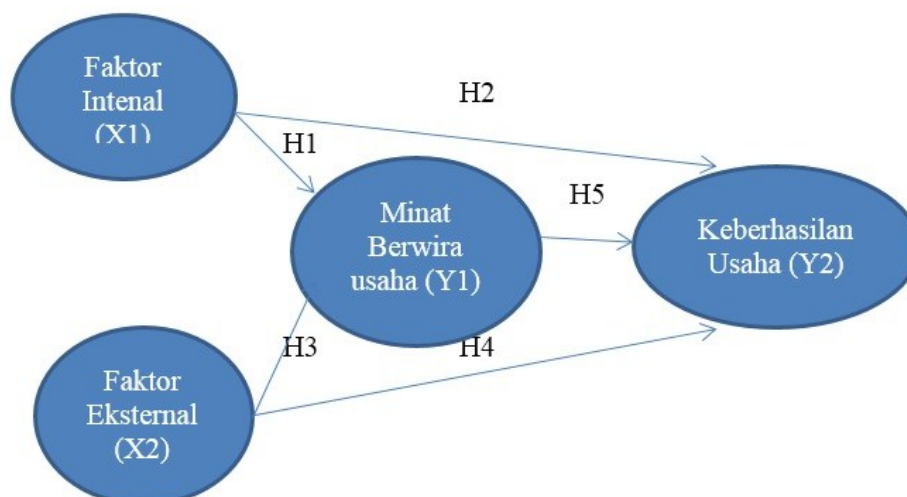 Faktor
Intenal
(X1)
H2
H1
Minat
Berwira
usaha (Y1)
H5
Keberhasilan
Usaha (Y2)
H3
H4
Faktor
Eksternal
(X2)